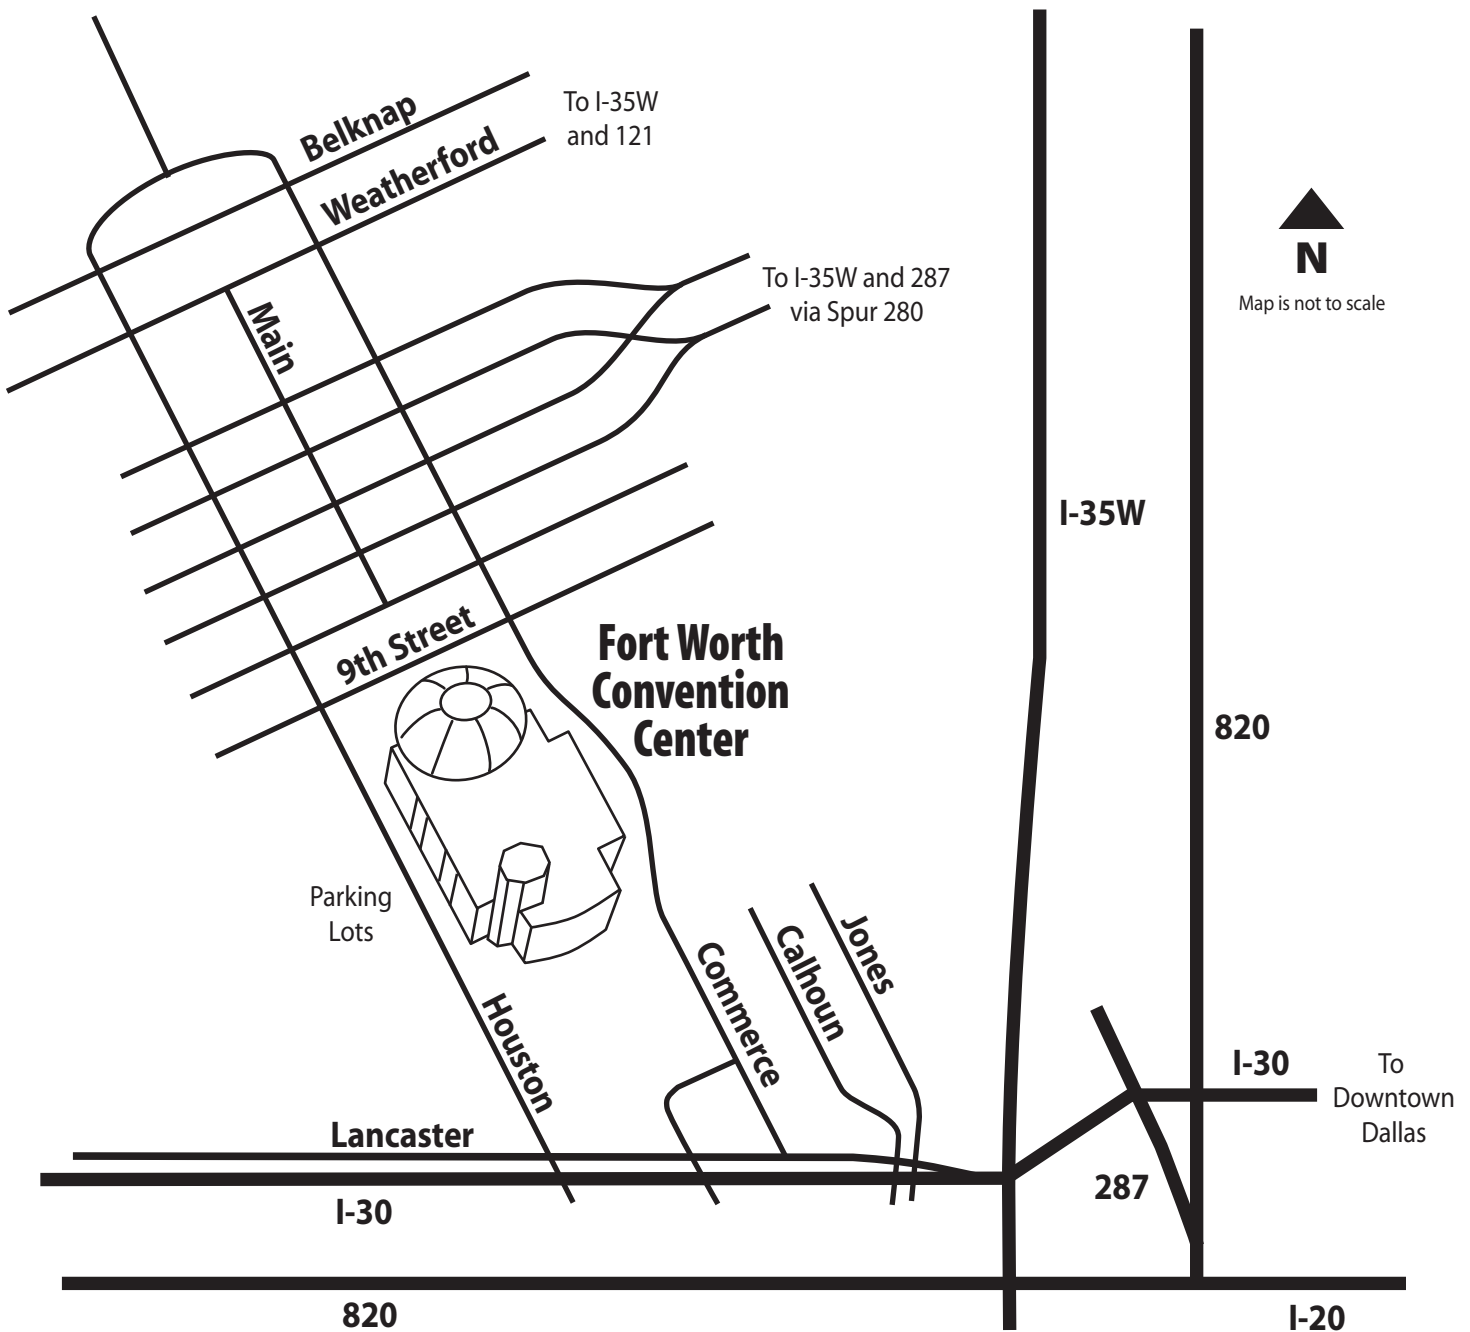 Belknap
To I-35W
and 121
Weatherford
Main
To I-35W and 287
via Spur 280
N
Map is not to scale
I-35W
9th Street
Fort Worth
Convention
Center
820
Parking
Lots
Houston
Commerce
Calhoun
Jones
I-30
To
Downtown
Dallas
Lancaster
287
I-30
820
I-20